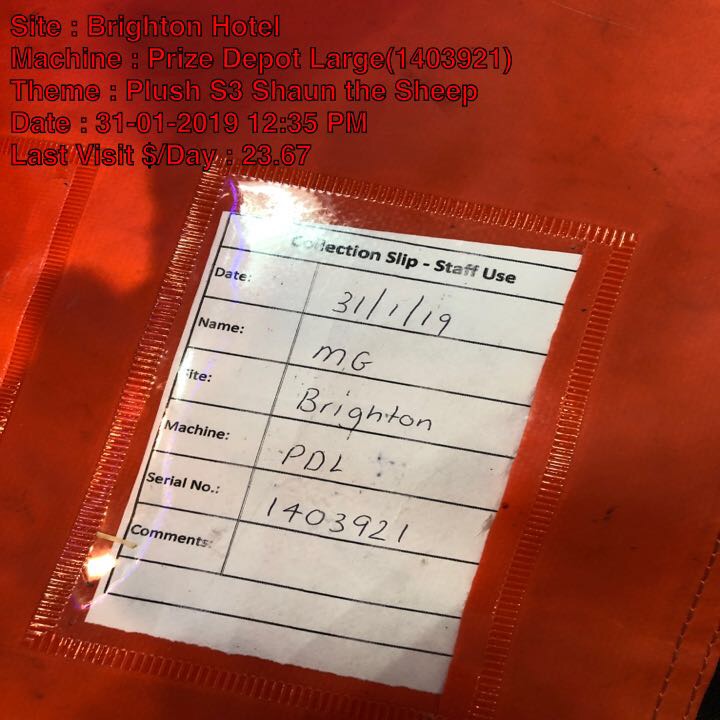 Site : Brighton Hotel
Machine : Prize Depot Large(1403921)
Theme : Plush S3 Shaun the Sheep
Date : 31-01-2019 12:35 PM
Last Visit $/Day : 23.67
Collection Slip - Staff Use
Date: 31/1/19
Name: MG
Site: Brighton
Machine: PDL
Serial No.: 1403921
Comments: